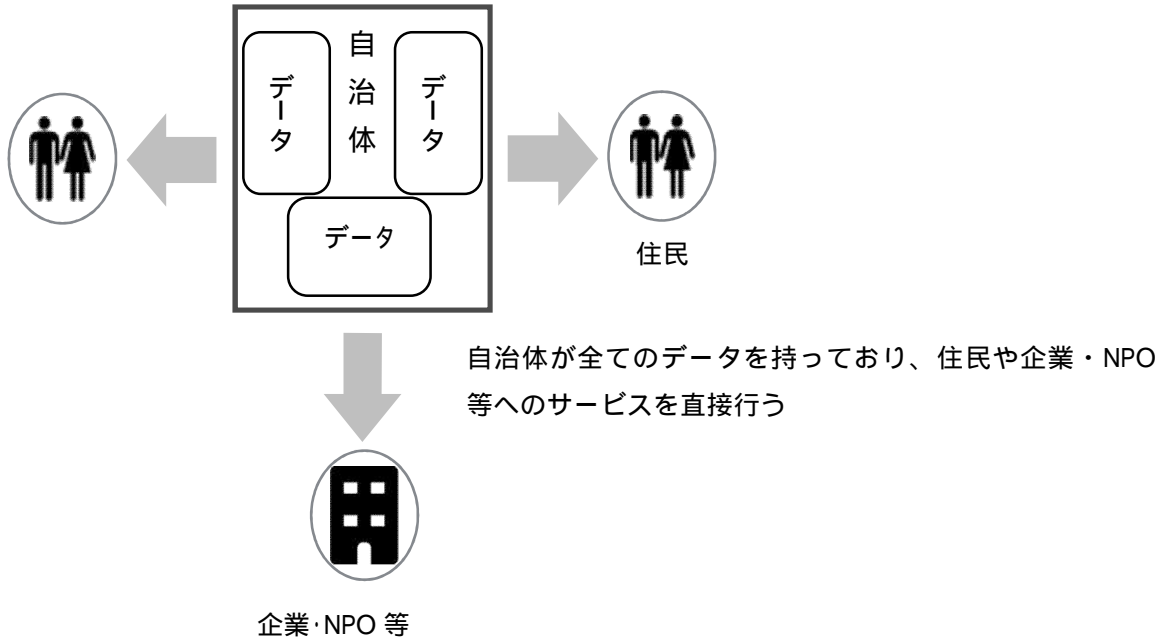 データ
自治体
データ
データ
住民
自治体が全てのデータを持っており、住民や企業・NPO
等へのサービスを直接行う
企業･NPO 等